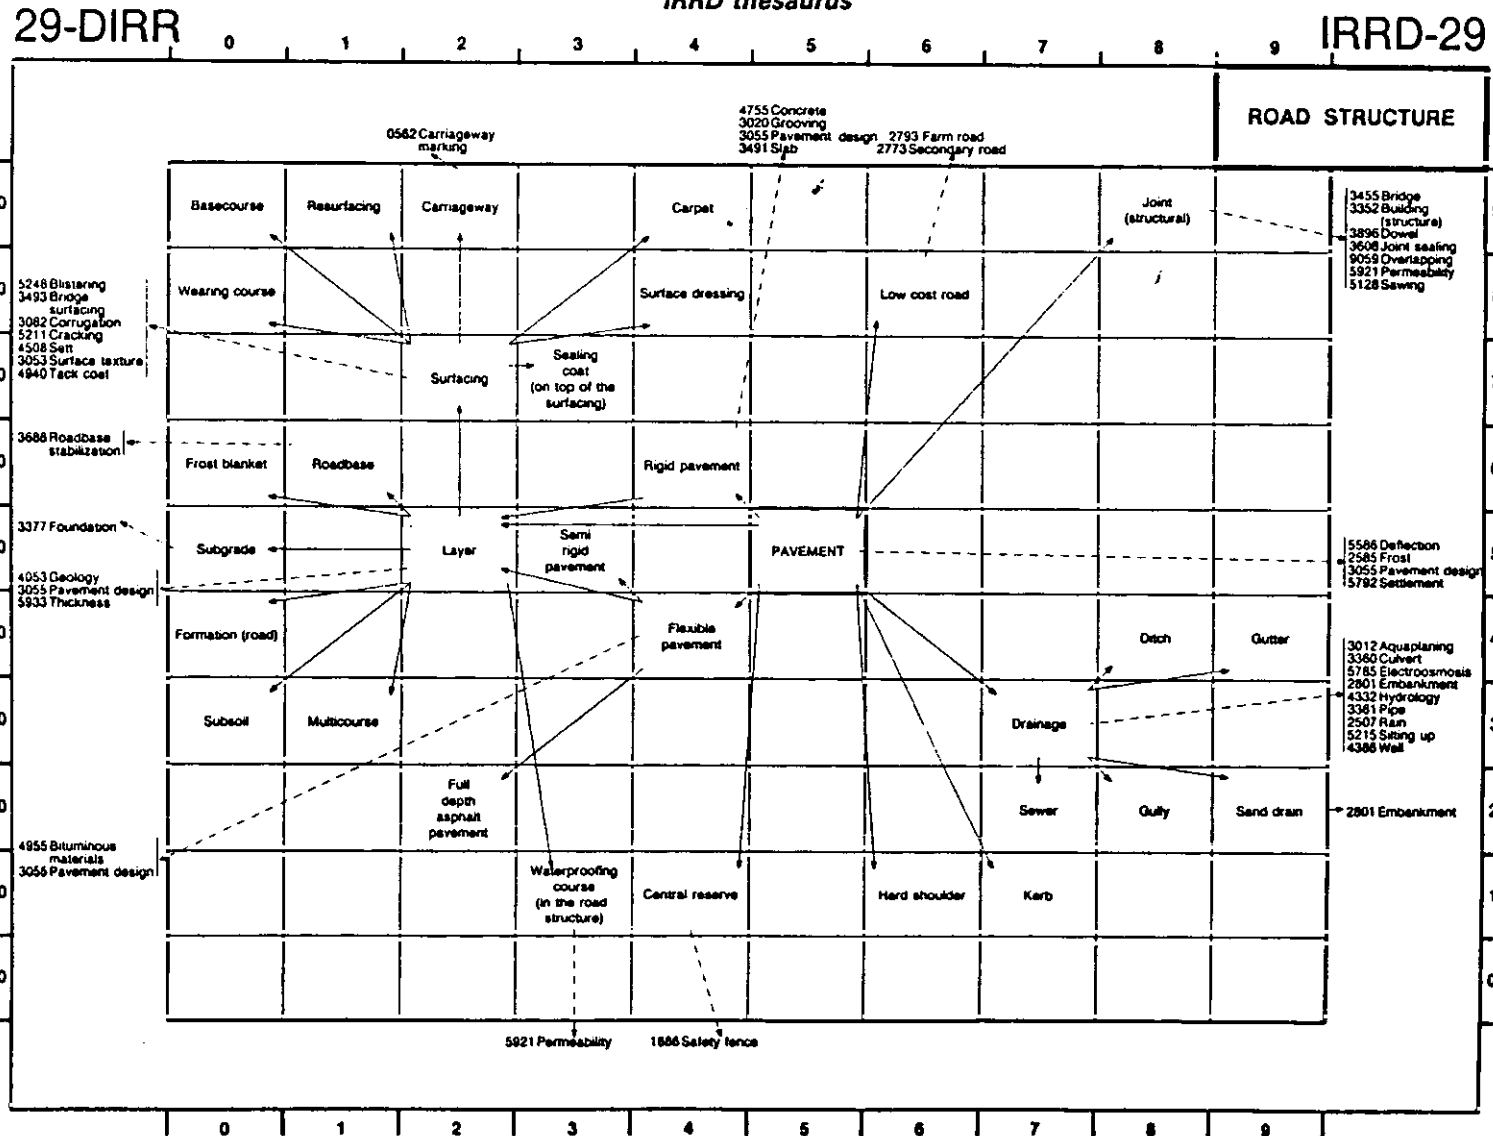 IRRD thesaurus
29-DIRR
IRRD-29
0 1 2 3 4 5 6 7 8 9
ROAD STRUCTURE
0562 Carriageway
marking
4755 Concrete
3020 Grooving
3055 Pavement design
3491 Slab
2793 Farm road
2773 Secondary road
Basecourse
Resurfacing
Carriageway
Carpet
Joint
(structural)
3455 Bridge
3352 Building
(structure)
3896 Dowel
3608 Joint sealing
9059 Overlapping
5921 Permeability
5128 Sawing
5248 Blistering
3493 Bridge
surfacing
3082 Corrugation
5211 Cracking
4508 Sett
3053 Surface texture
4940 Tack coat
Wearing course
Surface dressing
Low cost road
Surfacing
Sealing
coat
(on top of the
surfacing)
3688 Roadbase
stabilization
Frost blanket
Roadbase
Rigid pavement
3377 Foundation
Subgrade
Layer
Semi
rigid
pavement
PAVEMENT
5586 Deflection
2585 Frost
3055 Pavement design
5792 Settlement
4053 Geology
3055 Pavement design
5933 Thickness
Formation (road)
Flexible
pavement
Ditch
Gutter
3012 Aquaplaning
3360 Culvert
5785 Electroosmosis
2801 Embankment
4332 Hydrology
3361 Pipe
2507 Rain
5215 Silting up
4386 Wall
Subsoil
Multicourse
Drainage
Full
depth
asphalt
pavement
Sewer
Gully
Sand drain
2801 Embankment
4955 Bituminous
materials
3055 Pavement design
Waterproofing
course
(in the road
structure)
Central reserve
Hard shoulder
Kerb
5921 Permeability
1886 Safety fence
0 1 2 3 4 5 6 7 8 9